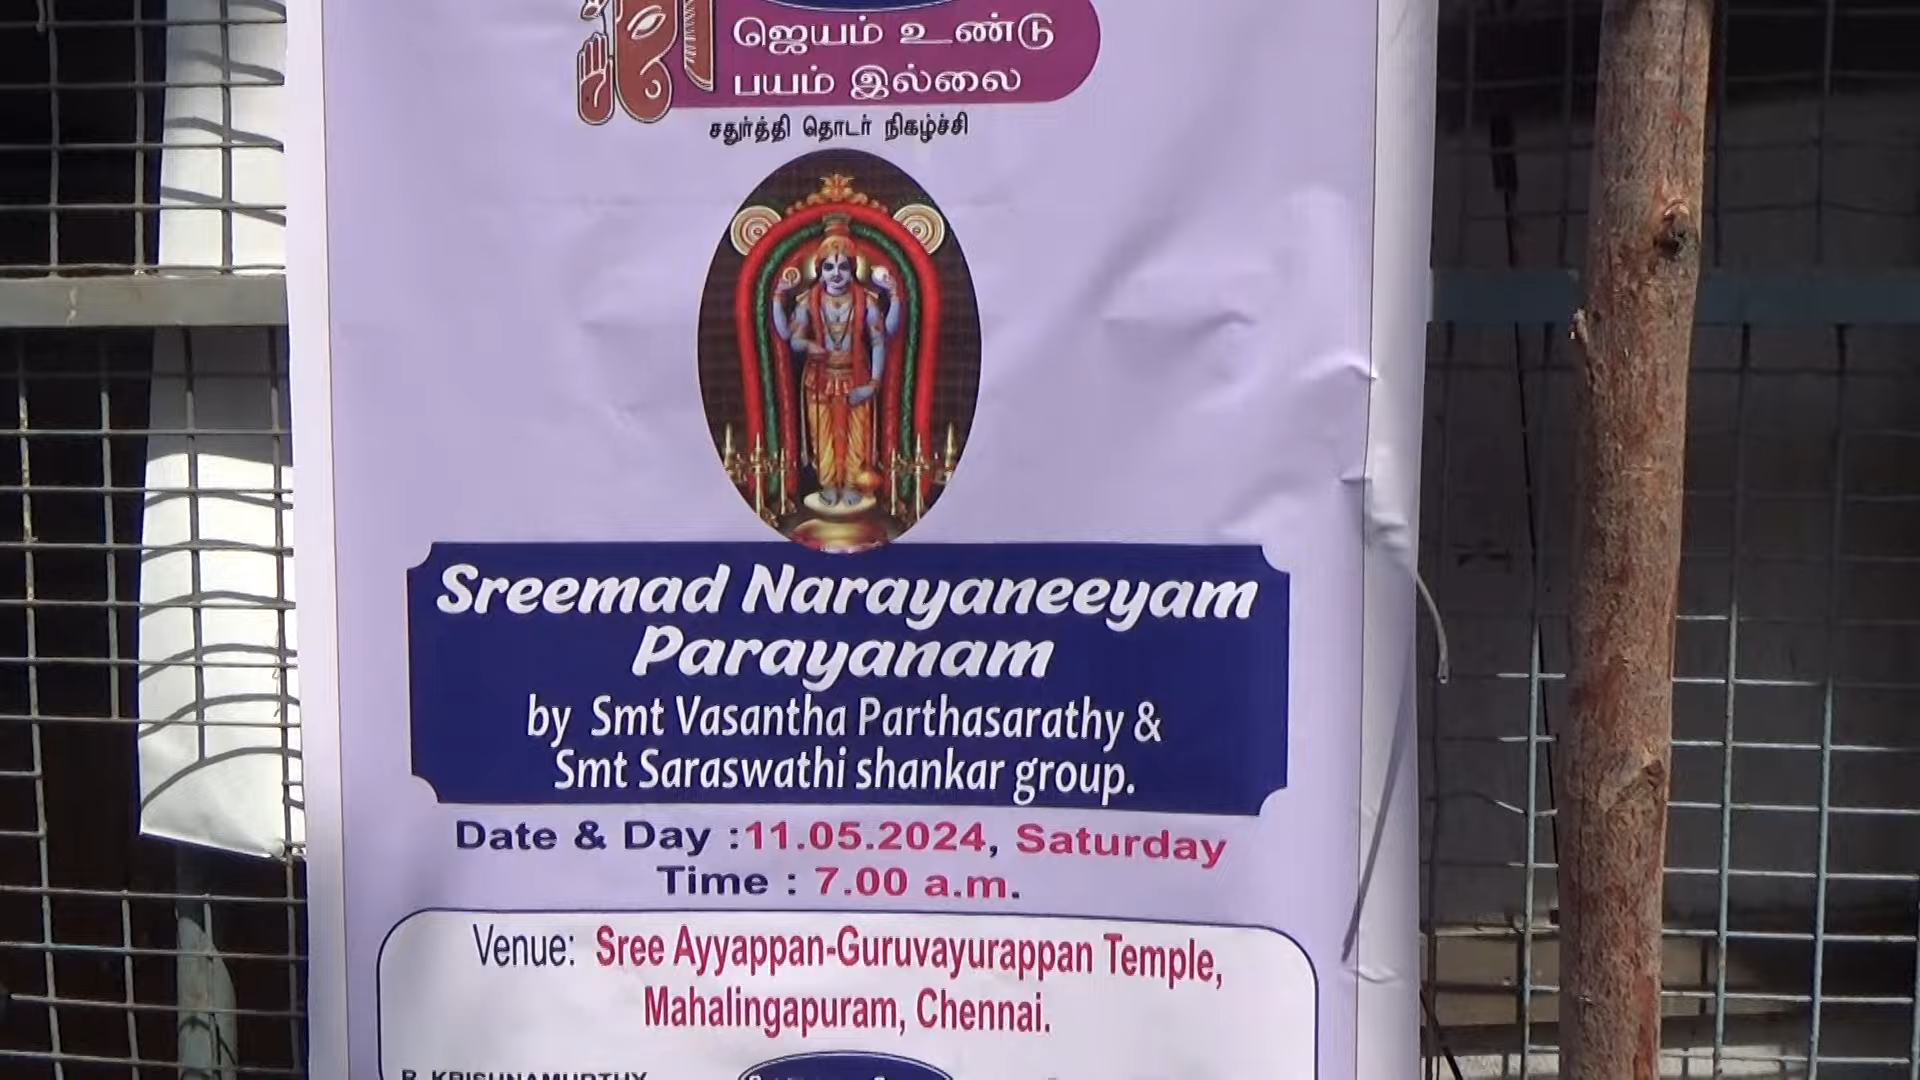 ஜெயம் உண்டு
பயம் இல்லை
சதுர்த்தி தொடர் நிகழ்ச்சி
Sreemad Narayaneeyam
Parayanam
by Smt Vasantha Parthasarathy &
Smt Saraswathi shankar group.
Date & Day :11.05.2024, Saturday
Time : 7.00 a.m.
Venue: Sree Ayyappan-Guruvayurappan Temple,
Mahalingapuram, Chennai.
R. KRISHNAMURTHY